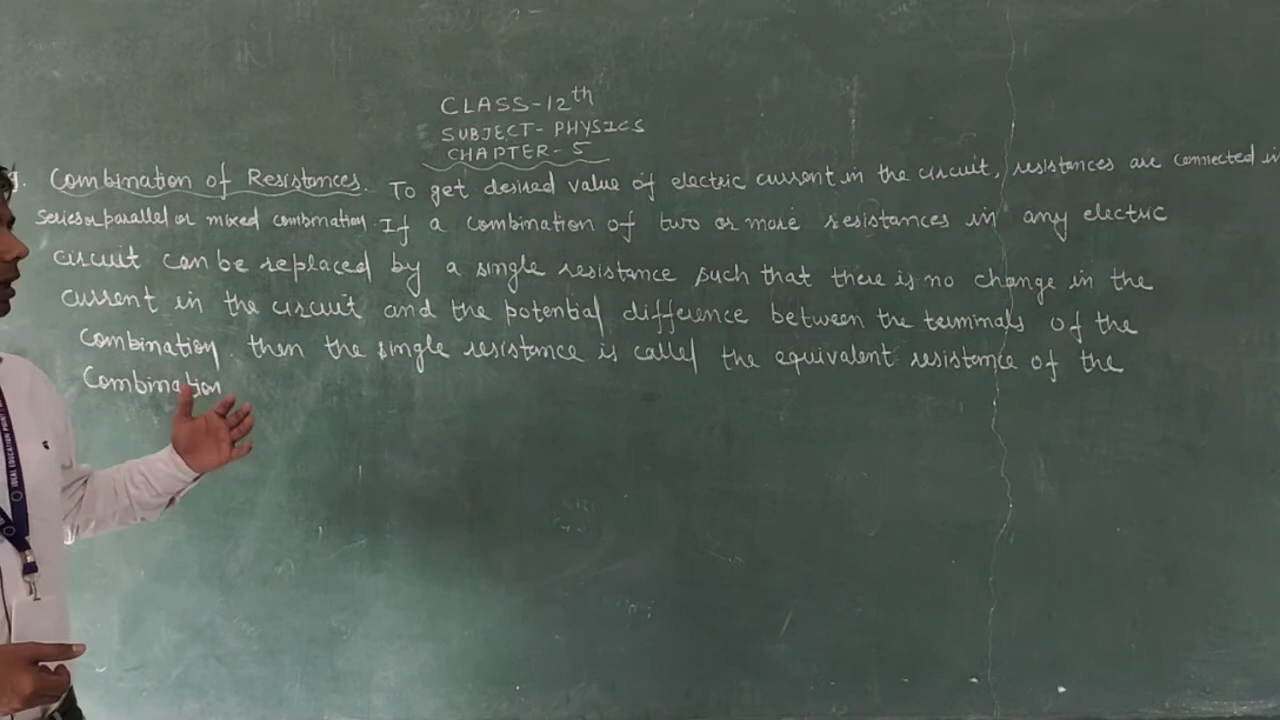 CLASS-12th
SUBJECT- PHYSICS
CHAPTER- 5
Combination of Resistances. To get desired value of electric current in the circuit, resistances are connected in
series or parallel or mixed combination. If a combination of two or more resistances in any electric
circuit can be replaced by a single resistance such that there is no change in the
current in the circuit and the potential difference between the terminals of the
Combination. then the single resistance is called the equivalent resistance of the
Combination
IDEAL EDUCATION POINT